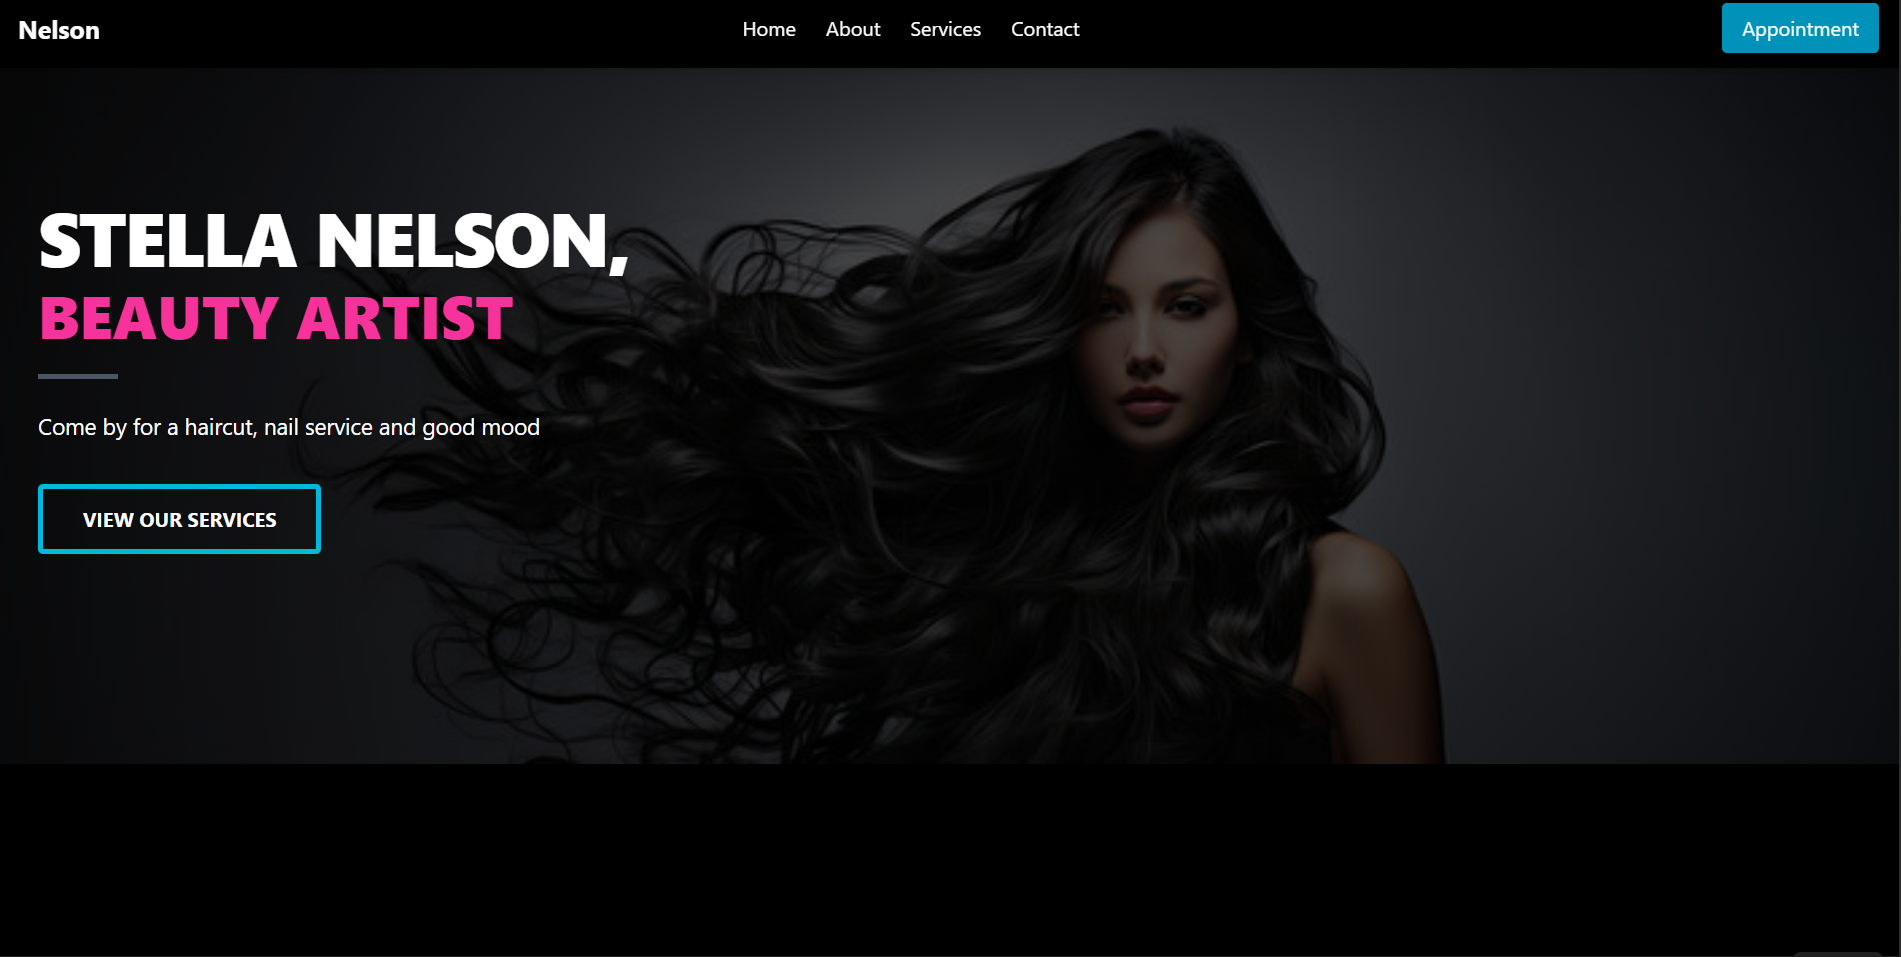 Nelson
Home About Services Contact
Appointment
STELLA NELSON,
BEAUTY ARTIST
Come by for a haircut, nail service and good mood
VIEW OUR SERVICES